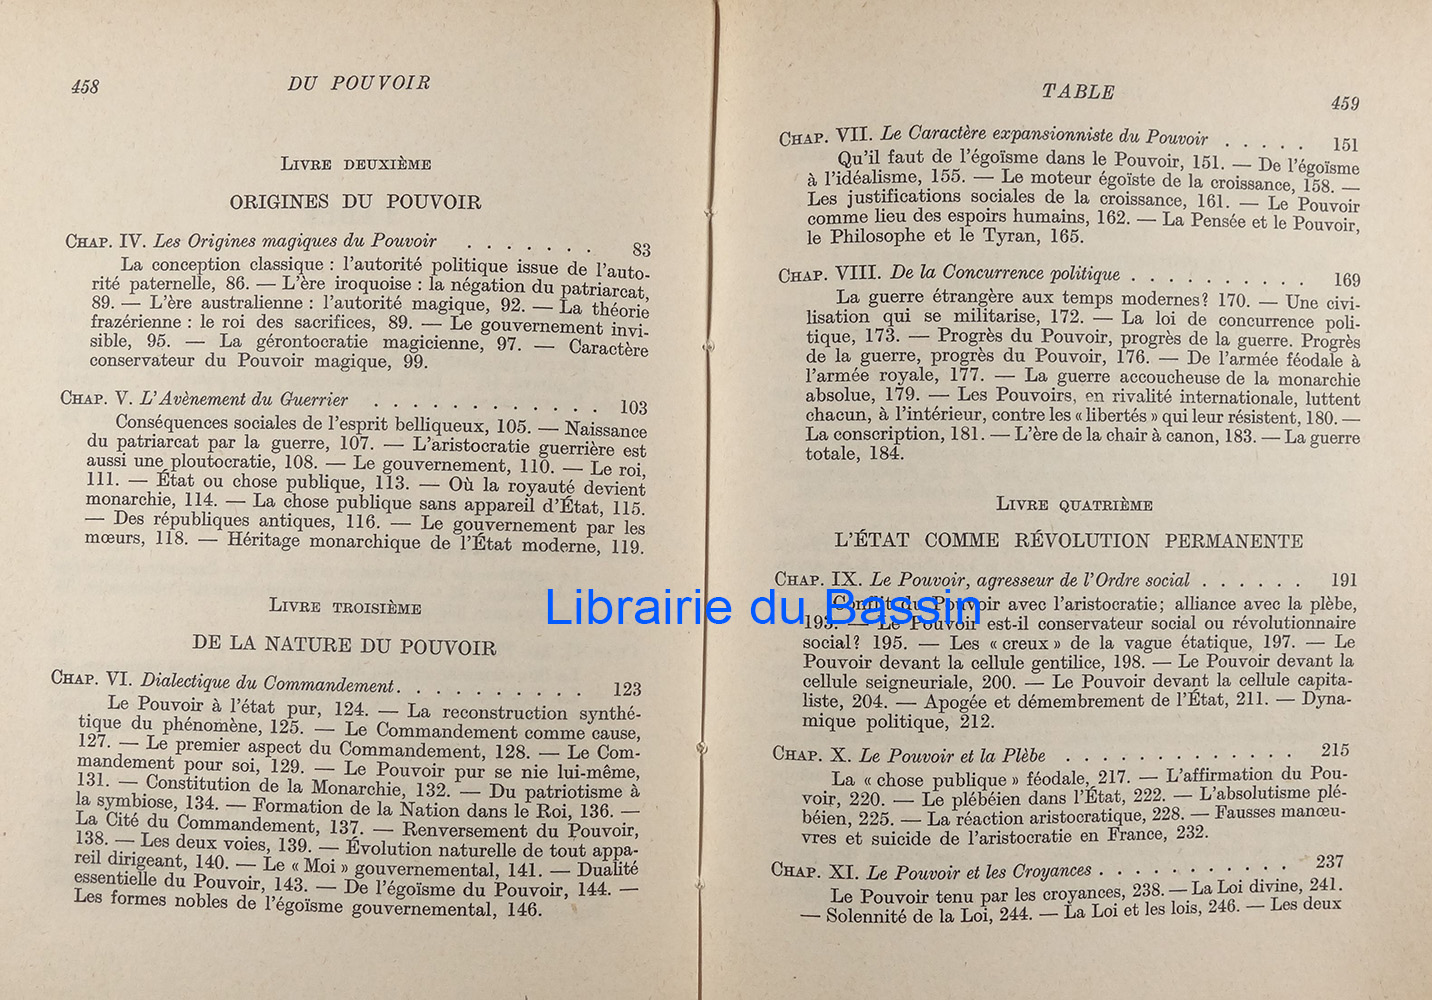 458
DU POUVOIR
LIVRE DEUXIÈME
ORIGINES DU POUVOIR
CHAP. IV. Les Origines magiques du Pouvoir . . . . . . . 83
La conception classique : l'autorité politique issue de l'auto-
rité paternelle, 86. — L'ère iroquoise : la négation du patriarcat,
89. — L'ère australienne : l'autorité magique, 92. — La théorie
frazérienne : le roi des sacrifices, 89. — Le gouvernement invi-
sible, 95. — La gérontocratie magicienne, 97. — Caractère
conservateur du Pouvoir magique, 99.
CHAP. V. L'Avènement du Guerrier . . . . . . . . . . 103
Conséquences sociales de l'esprit belliqueux, 105. — Naissance
du patriarcat par la guerre, 107. — L'aristocratie guerrière est
aussi une ploutocratie, 108. — Le gouvernement, 110. — Le roi,
111. — État ou chose publique, 113. — Où la royauté devient
monarchie, 114. — La chose publique sans appareil d'État, 115.
— Des républiques antiques, 116. — Le gouvernement par les
mœurs, 118. — Héritage monarchique de l'État moderne, 119.
LIVRE TROISIÈME
DE LA NATURE DU POUVOIR
CHAP. VI. Dialectique du Commandement. . . . . . . . . . 123
Le Pouvoir à l'état pur, 124. — La reconstruction synthé-
tique du phénomène, 125. — Le Commandement comme cause,
127. — Le premier aspect du Commandement, 128. — Le Com-
mandement pour soi, 129. — Le Pouvoir pur se nie lui-même,
131. — Constitution de la Monarchie, 132. — Du patriotisme à
la symbiose, 134. — Formation de la Nation dans le Roi, 136. —
La Cité du Commandement, 137. — Renversement du Pouvoir,
138. — Les deux voies, 139. — Évolution naturelle de tout appa-
reil dirigeant, 140. — Le « Moi » gouvernemental, 141. — Dualité
essentielle du Pouvoir, 143. — De l'égoïsme du Pouvoir, 144. —
Les formes nobles de l'égoïsme gouvernemental, 146.
TABLE
459
CHAP. VII. Le Caractère expansionniste du Pouvoir . . . . . 151
Qu'il faut de l'égoïsme dans le Pouvoir, 151. — De l'égoïsme
à l'idéalisme, 155. — Le moteur égoïste de la croissance, 158. —
Les justifications sociales de la croissance, 161. — Le Pouvoir
comme lieu des espoirs humains, 162. — La Pensée et le Pouvoir,
le Philosophe et le Tyran, 165.
CHAP. VIII. De la Concurrence politique . . . . . . . . . . 169
La guerre étrangère aux temps modernes? 170. — Une civi-
lisation qui se militarise, 172. — La loi de concurrence poli-
tique, 173. — Progrès du Pouvoir, progrès de la guerre. Progrès
de la guerre, progrès du Pouvoir, 176. — De l'armée féodale à
l'armée royale, 177. — La guerre accoucheuse de la monarchie
absolue, 179. — Les Pouvoirs, en rivalité internationale, luttent
chacun, à l'intérieur, contre les « libertés » qui leur résistent, 180. —
La conscription, 181. — L'ère de la chair à canon, 183. — La guerre
totale, 184.
LIVRE QUATRIÈME
L'ÉTAT COMME RÉVOLUTION PERMANENTE
CHAP. IX. Le Pouvoir, agresseur de l'Ordre social . . . . . . 191
Conflit du Pouvoir avec l'aristocratie; alliance avec la plèbe,
193. — Le Pouvoir est-il conservateur social ou révolutionnaire
social? 195. — Les « creux » de la vague étatique, 197. — Le
Pouvoir devant la cellule gentilice, 198. — Le Pouvoir devant la
cellule seigneuriale, 200. — Le Pouvoir devant la cellule capita-
liste, 204. — Apogée et démembrement de l'État, 211. — Dyna-
mique politique, 212.
CHAP. X. Le Pouvoir et la Plèbe . . . . . . . . . . . . . 215
La « chose publique » féodale, 217. — L'affirmation du Pou-
voir, 220. — Le plébéien dans l'État, 222. — L'absolutisme plé-
béien, 225. — La réaction aristocratique, 228. — Fausses manœu-
vres et suicide de l'aristocratie en France, 232.
CHAP. XI. Le Pouvoir et les Croyances . . . . . . . . . . . 237
Le Pouvoir tenu par les croyances, 238. — La Loi divine, 241.
— Solennité de la Loi, 244. — La Loi et les lois, 246. — Les deux
Librairie du Bassin